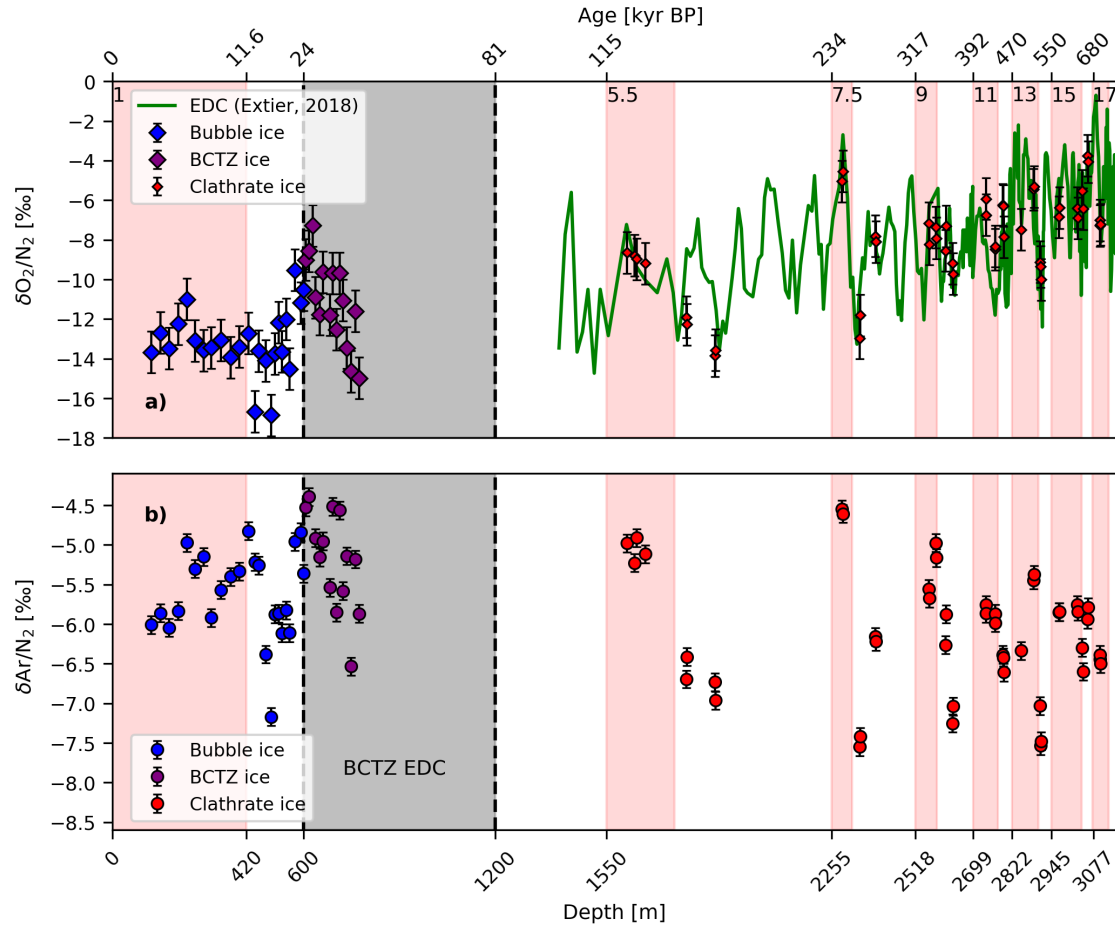 Age [kyr BP]
0 11.6 24 81 115 234 317 392 470 550 680
0
−2
−4
−6
−8
−10
−12
−14
−16
−18
δO₂/N₂ [‰]
1 5.5 7.5 9 11 13 15 17
EDC (Extier, 2018)
Bubble ice
BCTZ ice
Clathrate ice
a)
b)
−4.5
−5.0
−5.5
−6.0
−6.5
−7.0
−7.5
−8.0
−8.5
δAr/N₂ [‰]
Bubble ice
BCTZ ice
Clathrate ice
BCTZ EDC
0 420 600 1200 1550 2255 2518 2699 2822 2945 3077
Depth [m]